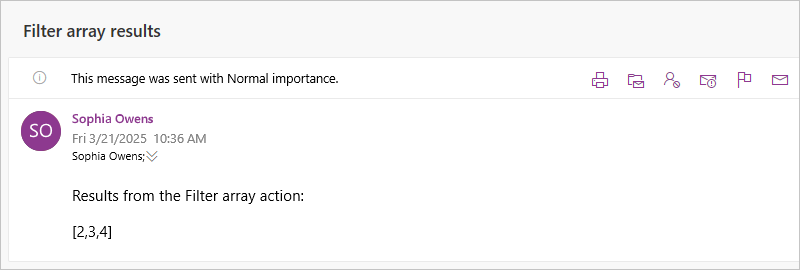 Filter array results
This message was sent with Normal importance.
SO
Sophia Owens
Fri 3/21/2025 10:36 AM
Sophia Owens;
Results from the Filter array action:
[2,3,4]